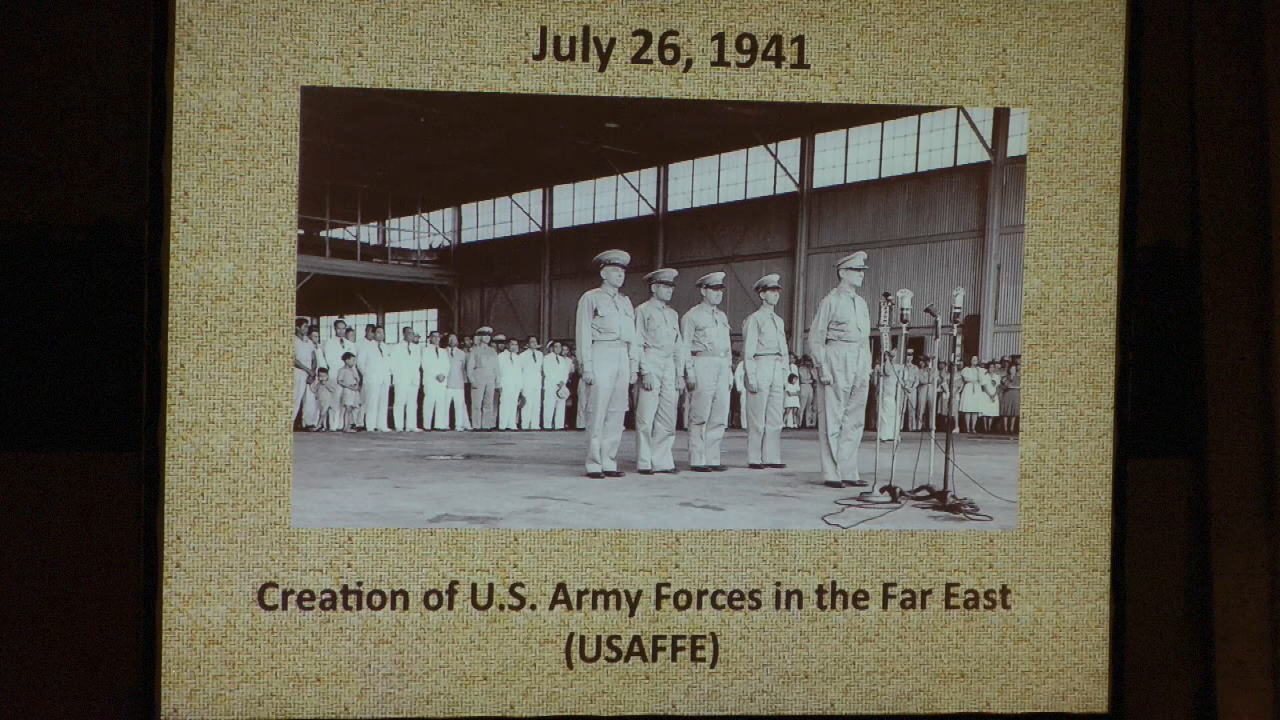 July 26, 1941
Creation of U.S. Army Forces in the Far East
(USAFFE)